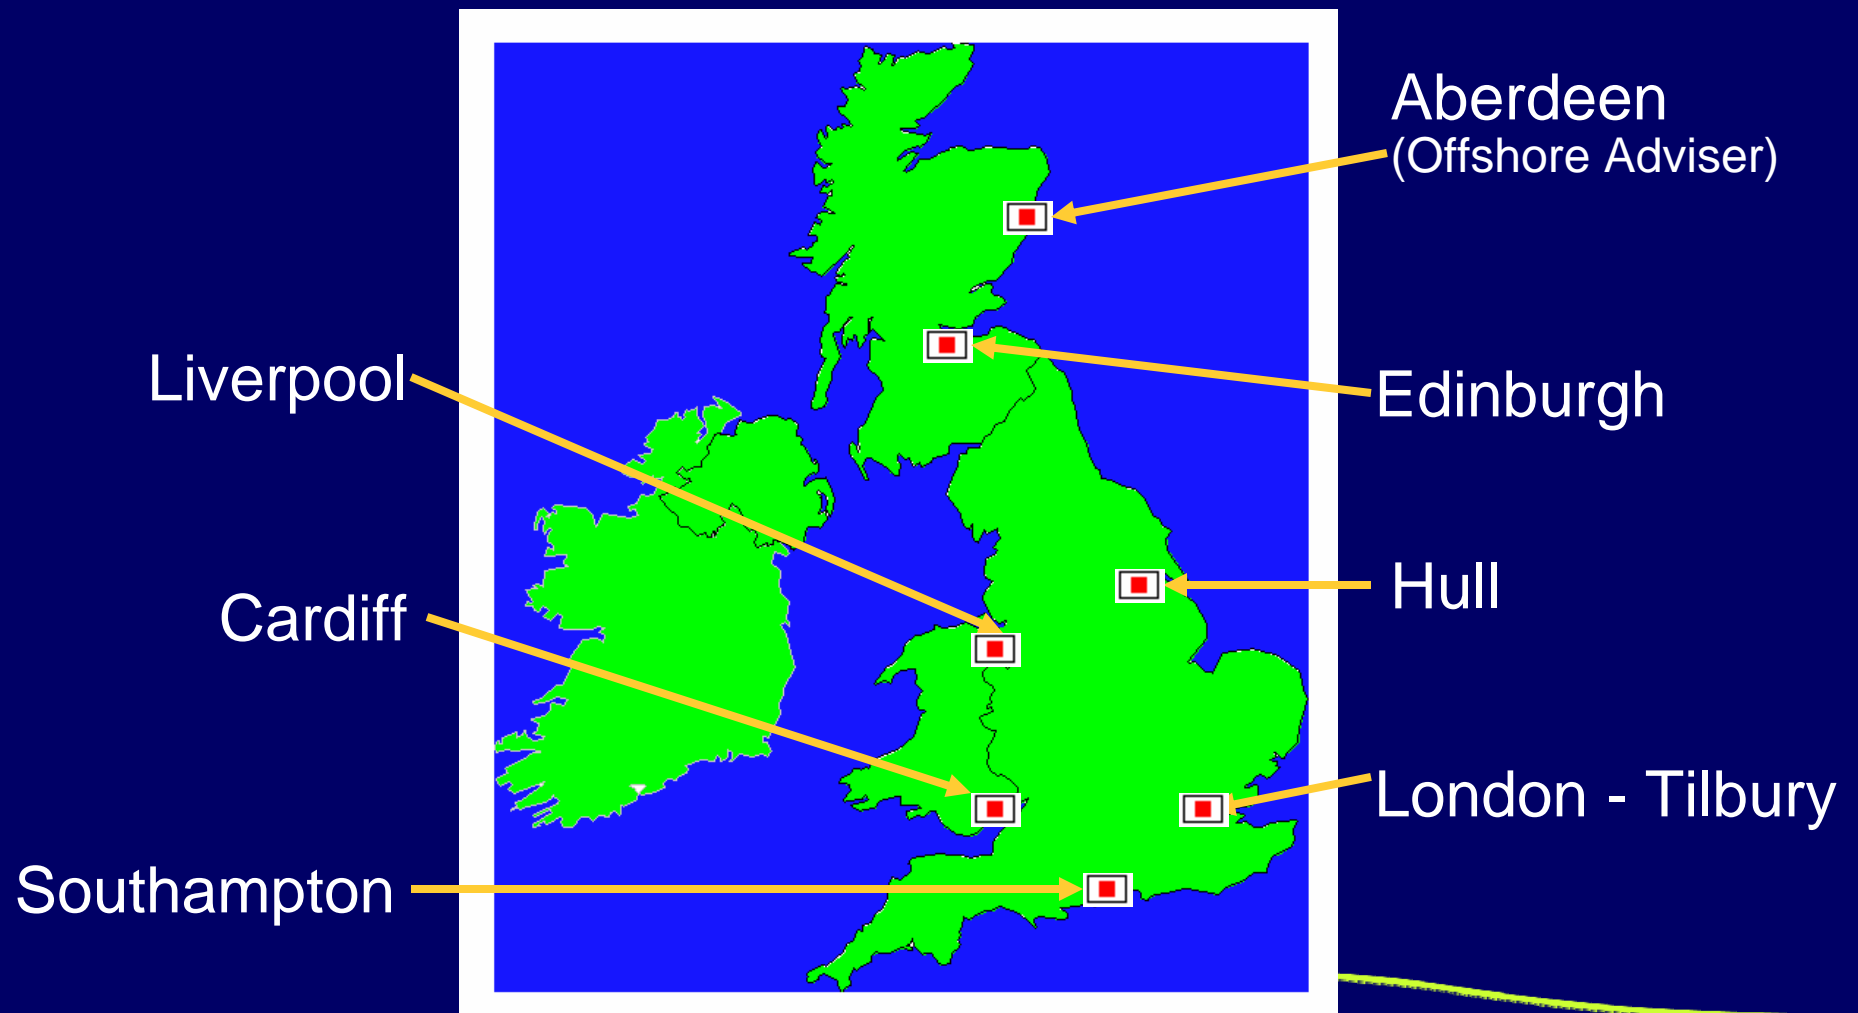 Aberdeen
(Offshore Adviser)
Liverpool
Edinburgh
Hull
Cardiff
London - Tilbury
Southampton